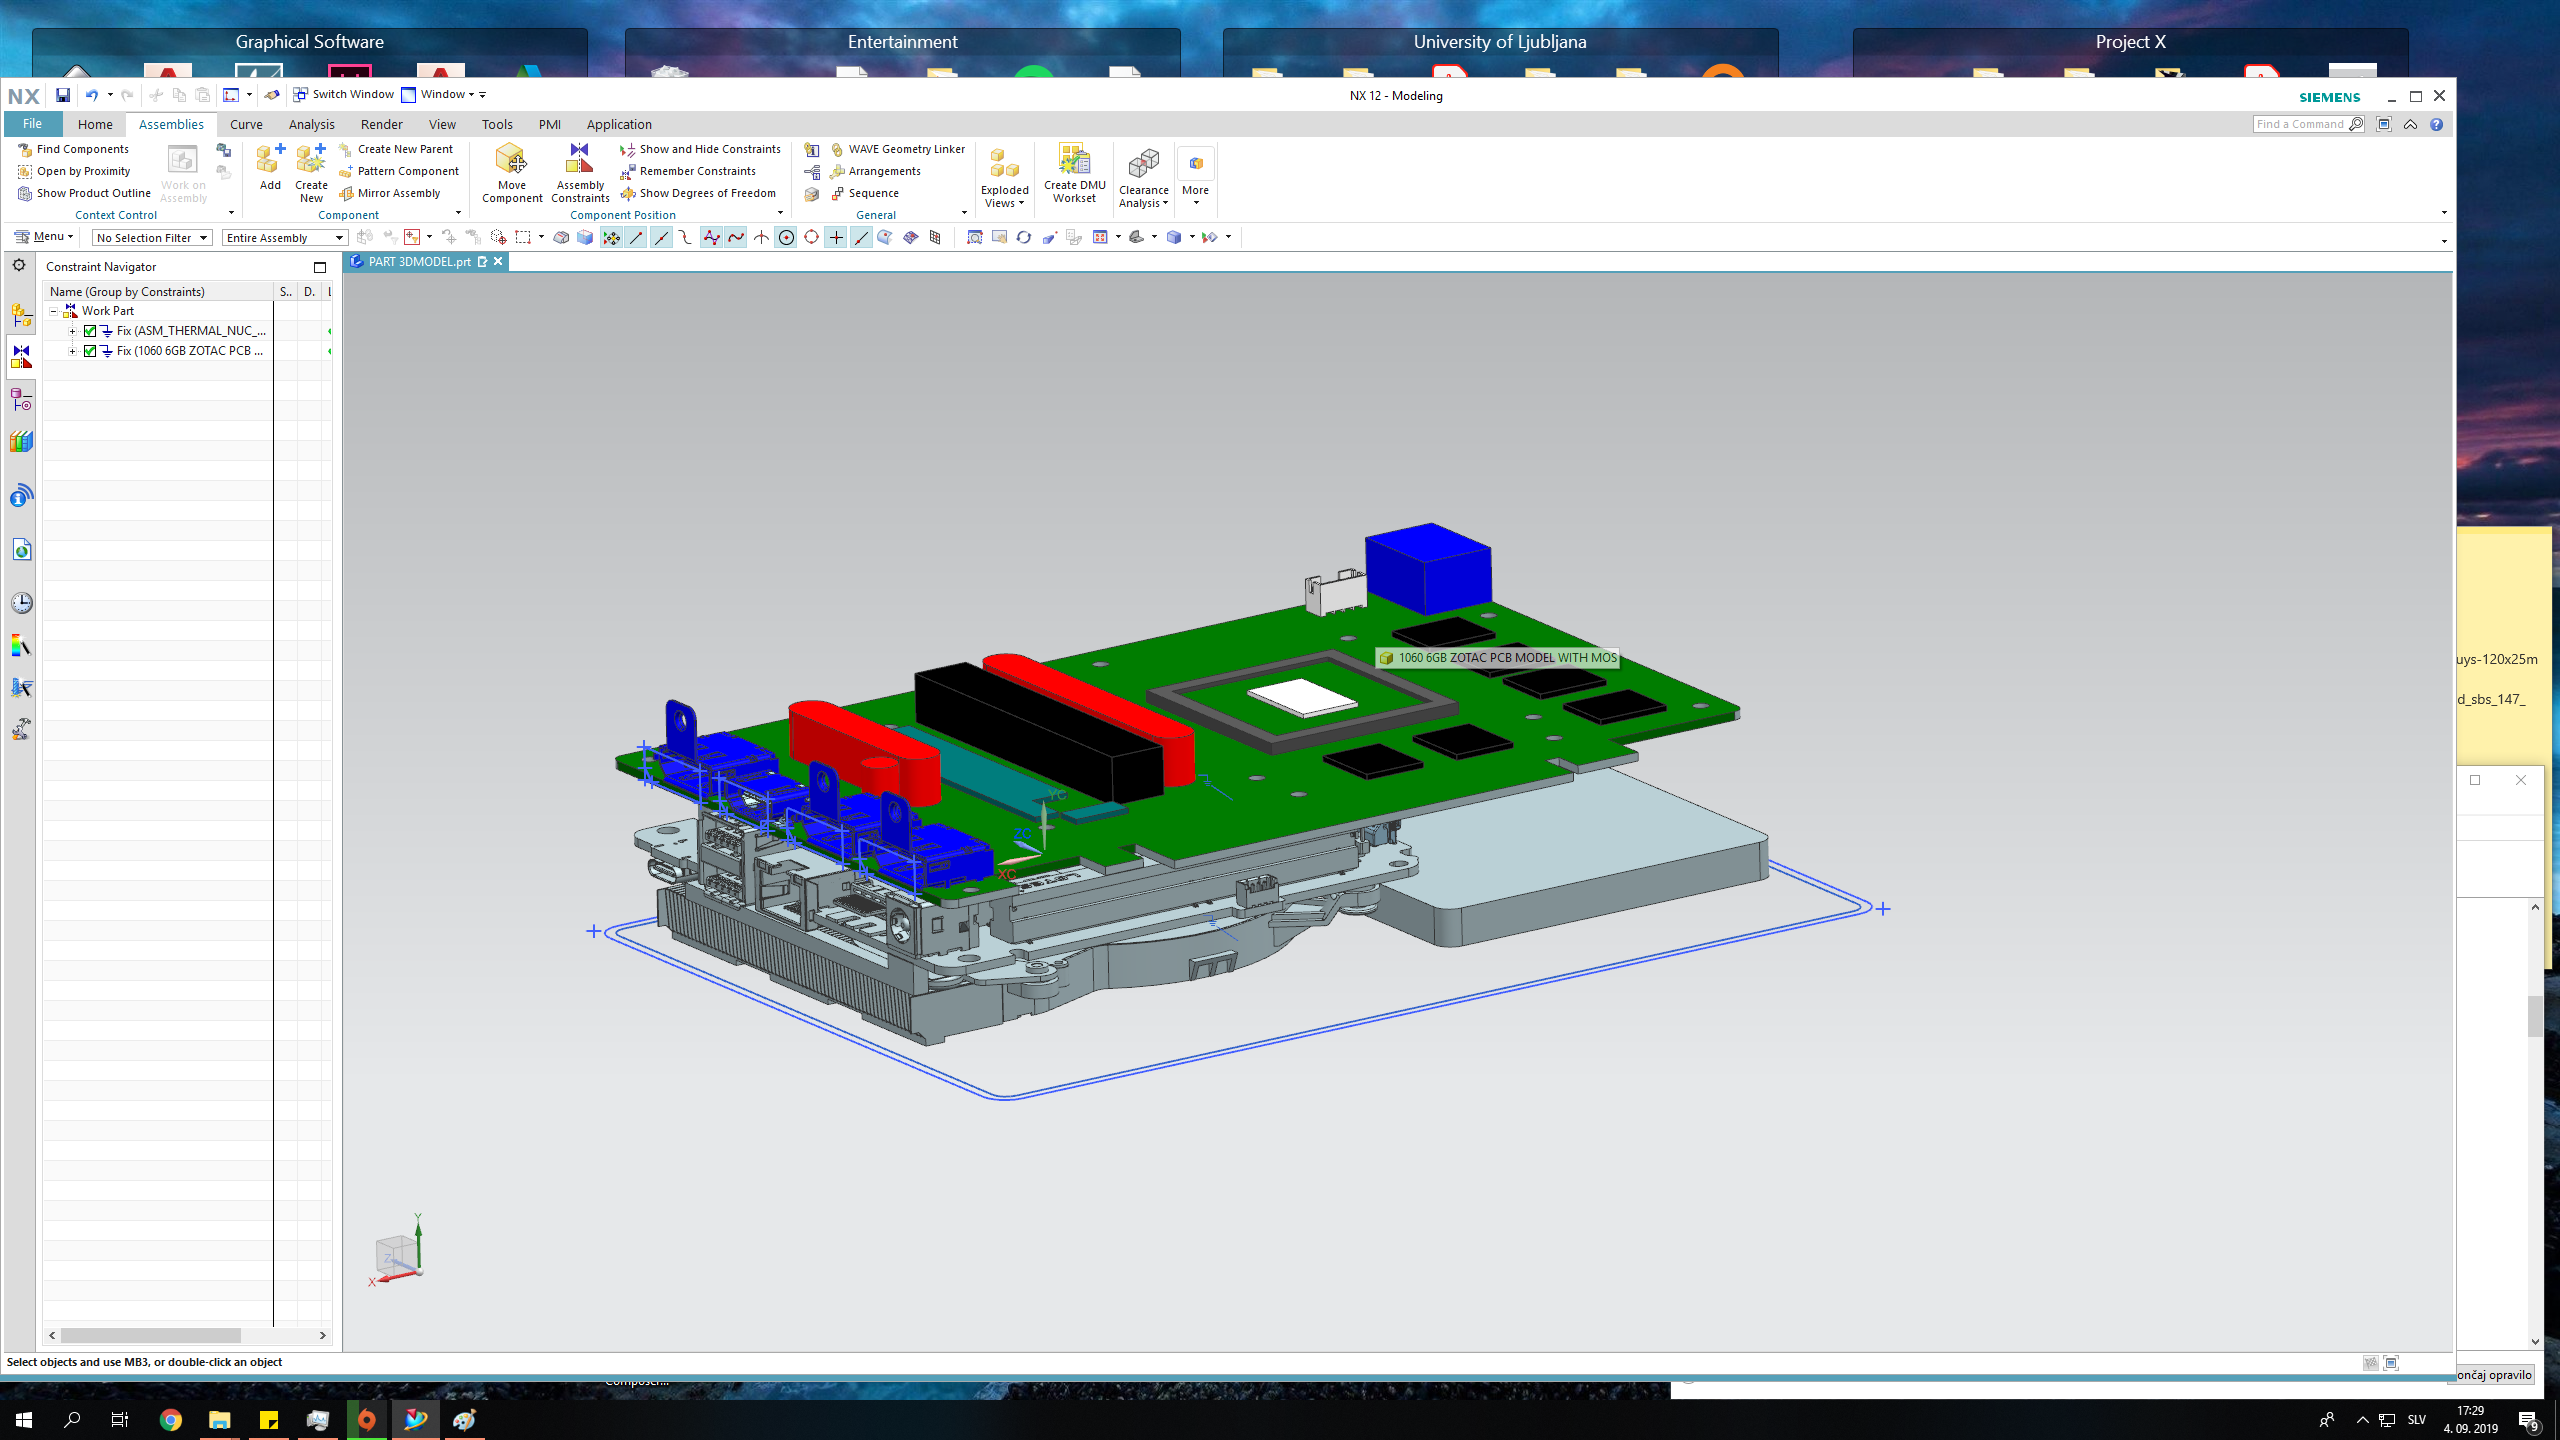 Graphical Software
Entertainment
University of Ljubljana
Project X
NX
Switch Window
Window
NX 12 - Modeling
SIEMENS
File
Home
Assemblies
Curve
Analysis
Render
View
Tools
PMI
Application
Find a Command
Find Components
Open by Proximity
Show Product Outline
Work on Assembly
Context Control
Add
Create New
Create New Parent
Pattern Component
Mirror Assembly
Component
Move Component
Assembly Constraints
Show and Hide Constraints
Remember Constraints
Show Degrees of Freedom
Component Position
WAVE Geometry Linker
Arrangements
Sequence
General
Exploded Views
Create DMU Workset
Clearance Analysis
More
Menu
No Selection Filter
Entire Assembly
Constraint Navigator
PART 3DMODEL.prt
Name (Group by Constraints)
S..
D.
Work Part
Fix (ASM_THERMAL_NUC_...
Fix (1060 6GB ZOTAC PCB ...
1060 6GB ZOTAC PCB MODEL WITH MOS
uys-120x25m
d_sbs_147_
YC
ZC
XC
Y
Z
X
Select objects and use MB3, or double-click an object
Composer...
ončaj opravilo
SLV
17:29
4. 09. 2019
9